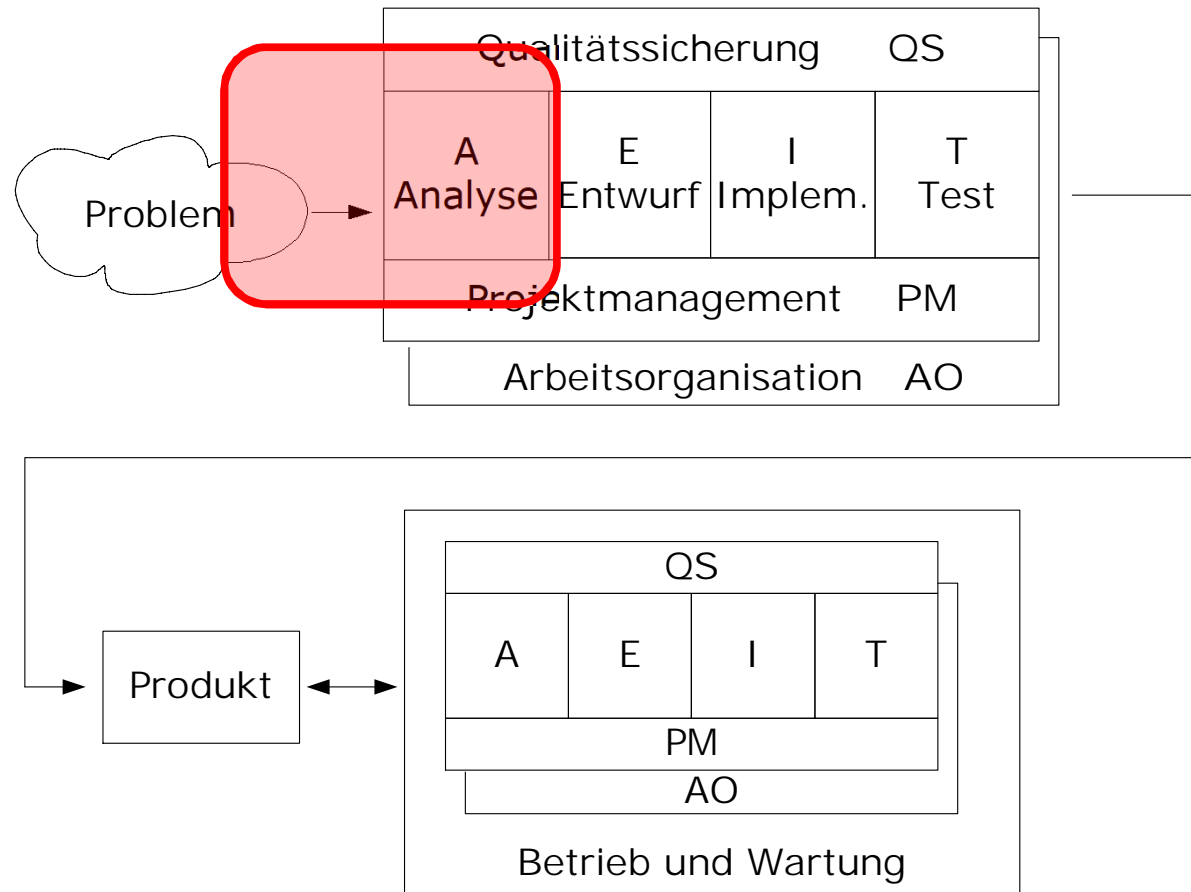 Qualitätssicherung QS
Problem
A
Analyse
E
Entwurf
I
Implem.
T
Test
Projektmanagement PM
Arbeitsorganisation AO
Produkt
QS
A E I T
PM
AO
Betrieb und Wartung